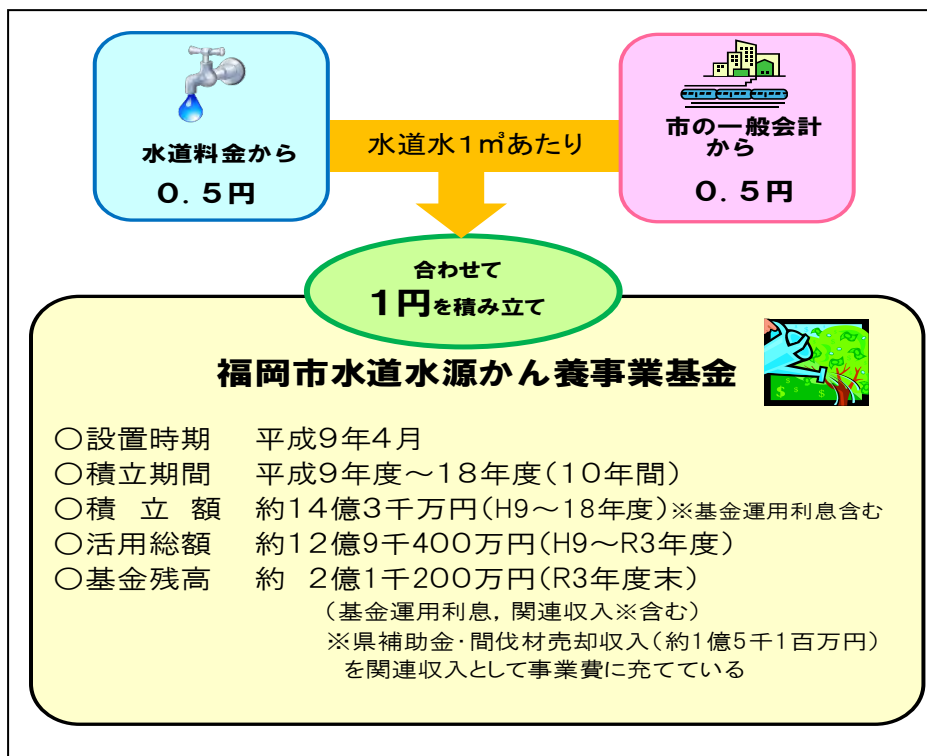 水道料金から
０．５円
水道水１㎥あたり
市の一般会計
から
０．５円
合わせて
１円を積み立て
福岡市水道水源かん養事業基金
○設置時期　平成９年４月
○積立期間　平成９年度～１８年度（１０年間）
○積 立 額　約１４億３千万円（H9～18年度）※基金運用利息含む
○活用総額　約１２億９千４００万円（H9～R3年度）
○基金残高　約　２億１千２００万円（R3年度末）
（基金運用利息，関連収入※含む）
※県補助金・間伐材売却収入（約1億5千1百万円）
を関連収入として事業費に充てている